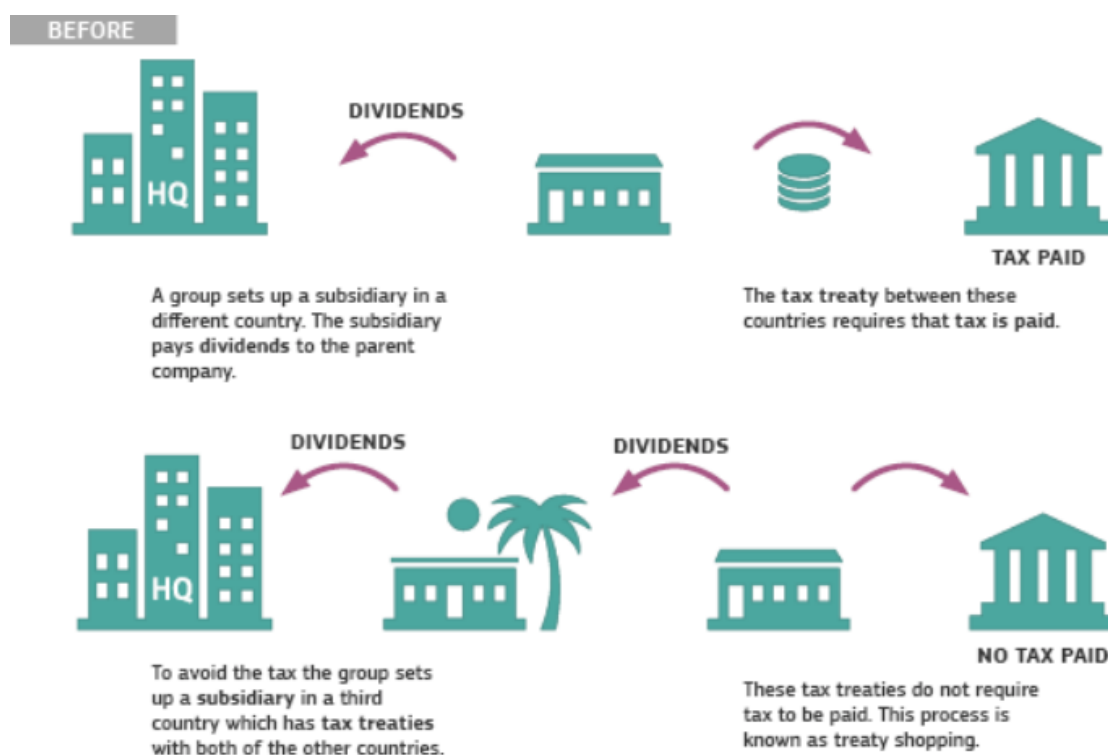 BEFORE
DIVIDENDS
HQ
TAX PAID
A group sets up a subsidiary in a
different country. The subsidiary
pays dividends to the parent
company.
The tax treaty between these
countries requires that tax is paid.
DIVIDENDS
DIVIDENDS
HQ
NO TAX PAID
To avoid the tax the group sets
up a subsidiary in a third
country which has tax treaties
with both of the other countries.
These tax treaties do not require
tax to be paid. This process is
known as treaty shopping.